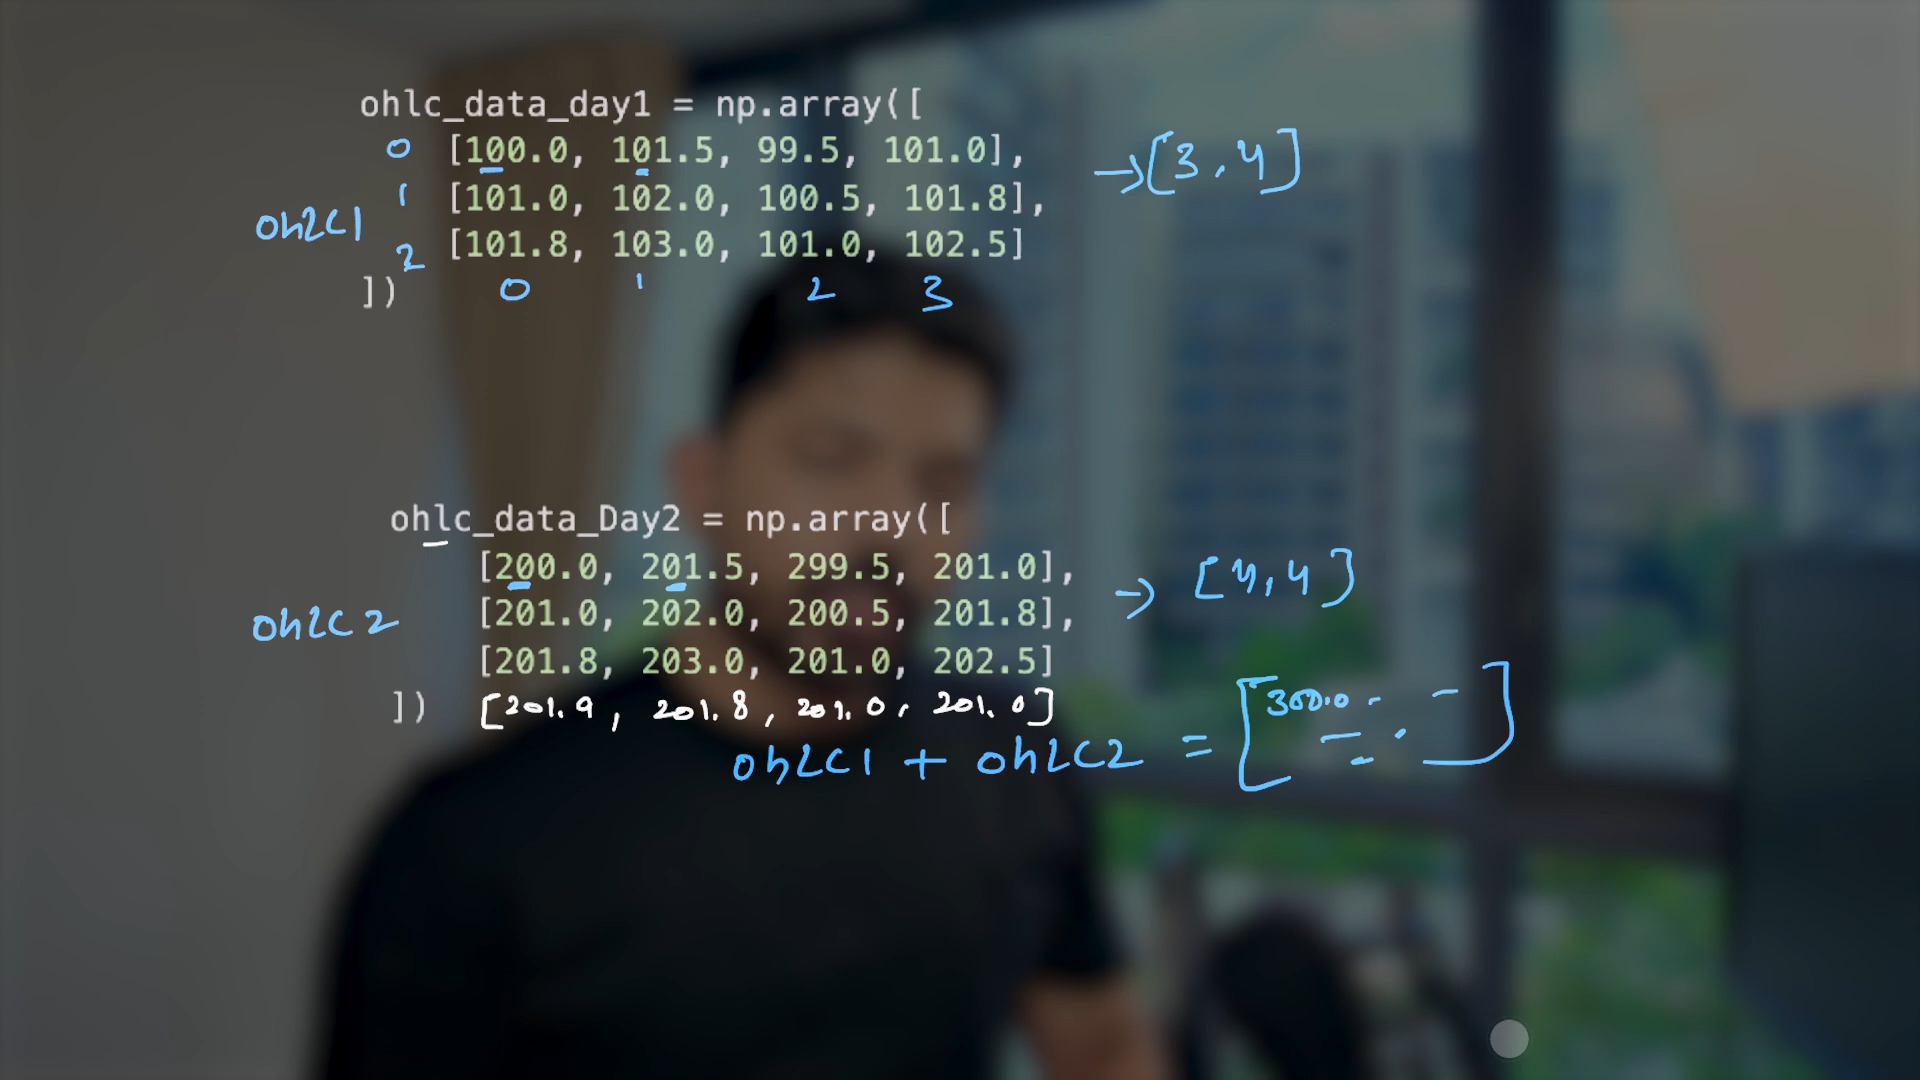 ohlc_data_day1 = np.array([
0 [100.0, 101.5, 99.5, 101.0], → [3, 4]
1 [101.0, 102.0, 100.5, 101.8],
ohlc1
2 [101.8, 103.0, 101.0, 102.5]
]) 0 1 2 3
ohlc_data_Day2 = np.array([
[200.0, 201.5, 299.5, 201.0], → [4, 4]
ohlc2 [201.0, 202.0, 200.5, 201.8],
[201.8, 203.0, 201.0, 202.5]
]) [201.9, 201.8, 201.0, 201.0]
ohlc1 + ohlc2 = [300.0